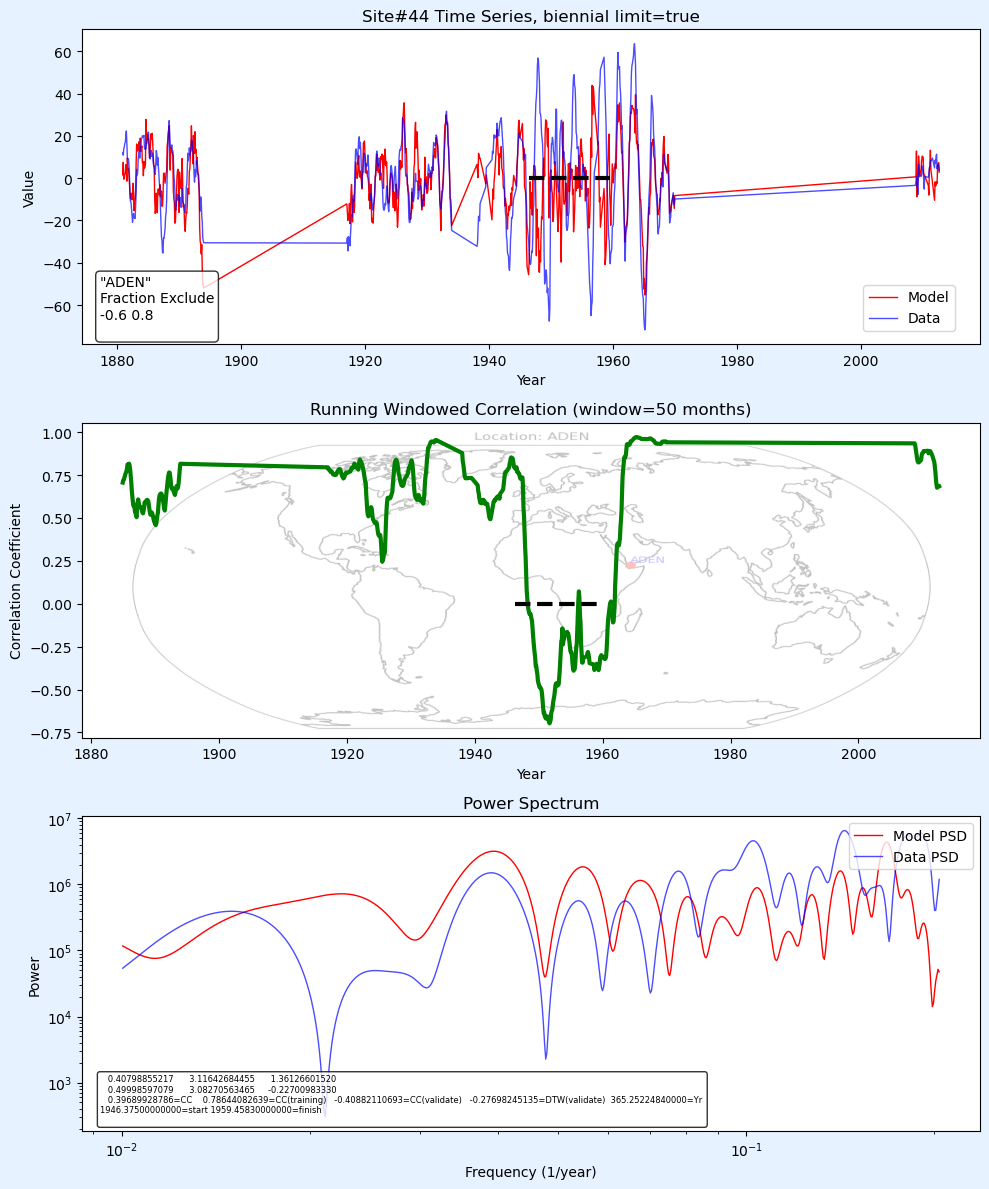 Site#44 Time Series, biennial limit=true
Value
60
40
20
0
−20
−40
−60
"ADEN"
Fraction Exclude
-0.6 0.8
Model
Data
1880 1900 1920 1940 1960 1980 2000
Year
Running Windowed Correlation (window=50 months)
Correlation Coefficient
1.00
0.75
0.50
0.25
0.00
−0.25
−0.50
−0.75
Location: ADEN
ADEN
1880 1900 1920 1940 1960 1980 2000
Year
Power Spectrum
Power
10^7
10^6
10^5
10^4
10^3
Model PSD
Data PSD
0.40798855217 3.11642684455 1.36126601520
0.49998597079 3.08270563465 -0.22700983330
0.39689928786=CC 0.78644082639=CC(training) -0.40882110693=CC(validate) -0.27698245135=DTW(validate) 365.25224840000=Yr
1946.37500000000=start 1959.45830000000=finish
10^−2 10^−1
Frequency (1/year)